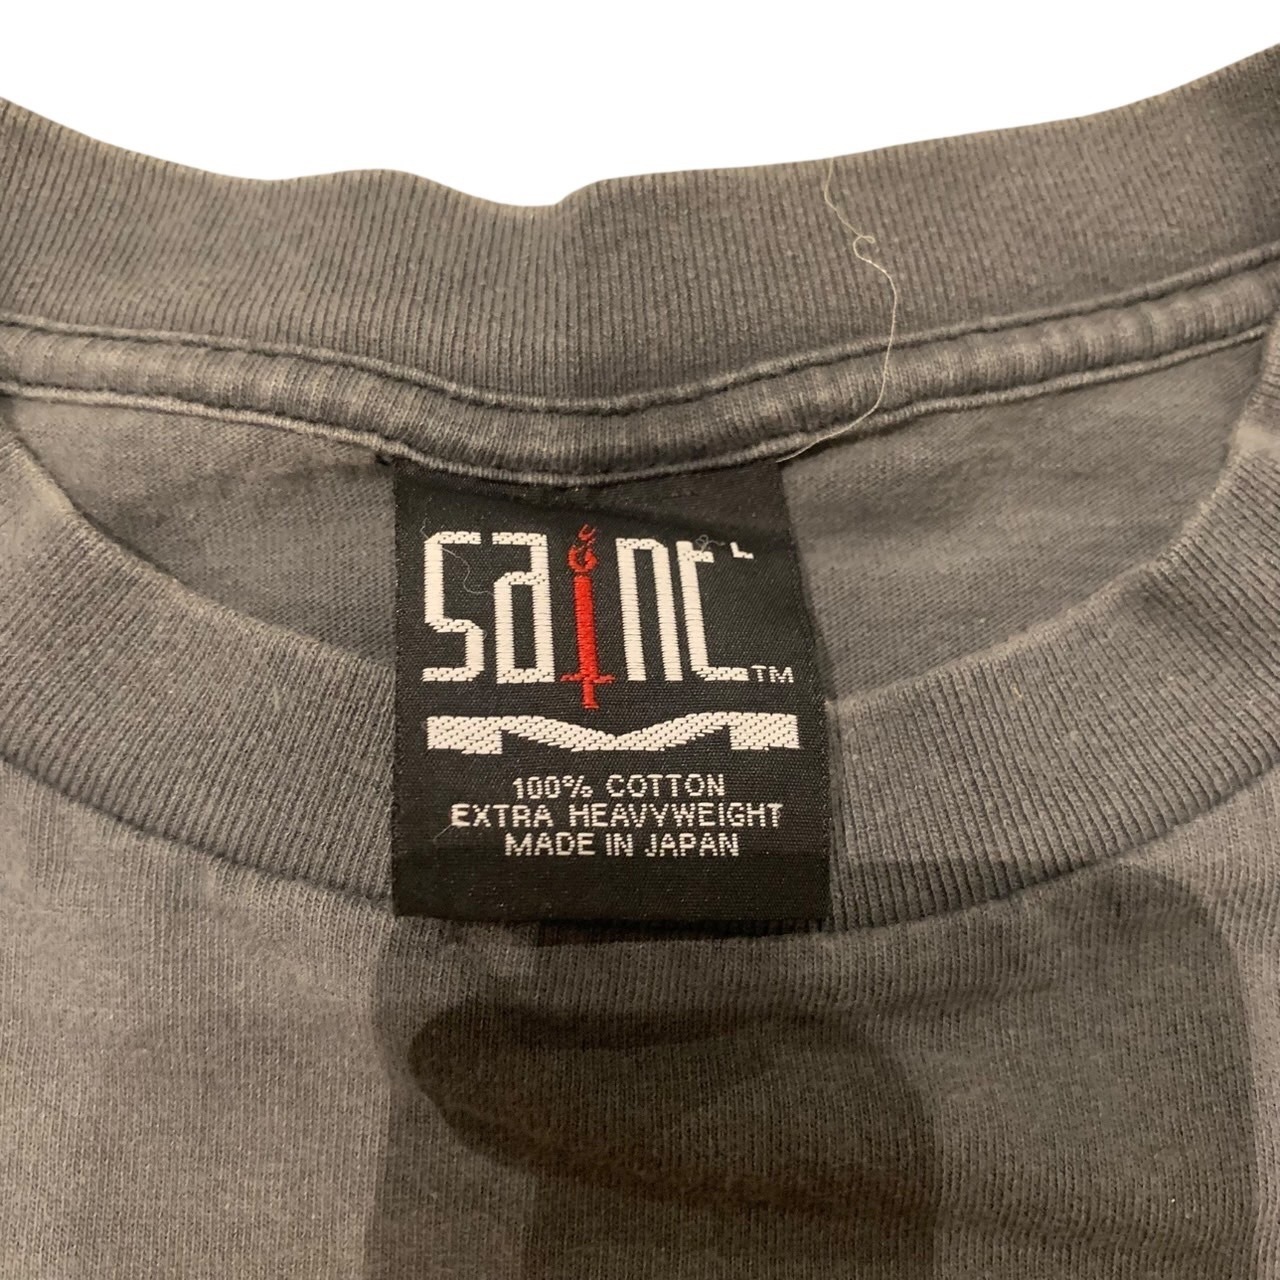 saint
TM
100% COTTON
EXTRA HEAVYWEIGHT
MADE IN JAPAN